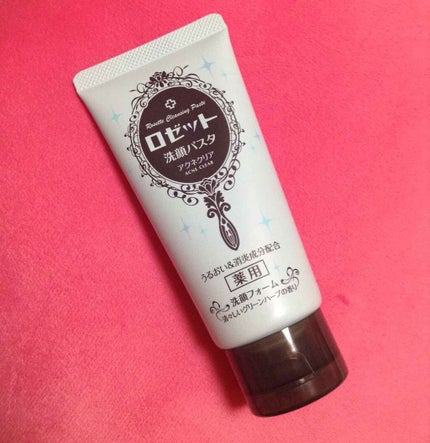 Rosette Cleansing Paste
ロゼット
洗顔パスタ
アクネクリア
ACNE CLEAR
うるおい&消炎成分配合
薬用
洗顔フォーム
清々しいグリーンハーブの香り